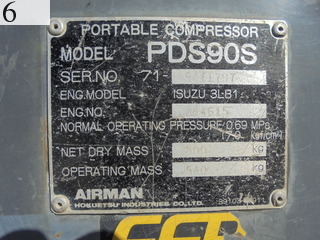 6
PORTABLE COMPRESSOR
MODEL PDS90S
SER.NO 71-
ENG.MODEL ISUZU 3LB1
ENG.NO.
NORMAL OPERATING PRESSURE/0.69 MPa
NET DRY MASS kg
OPERATING MASS kg
AIRMAN
HOKUETSU INDUSTRIES CO.,LTD.